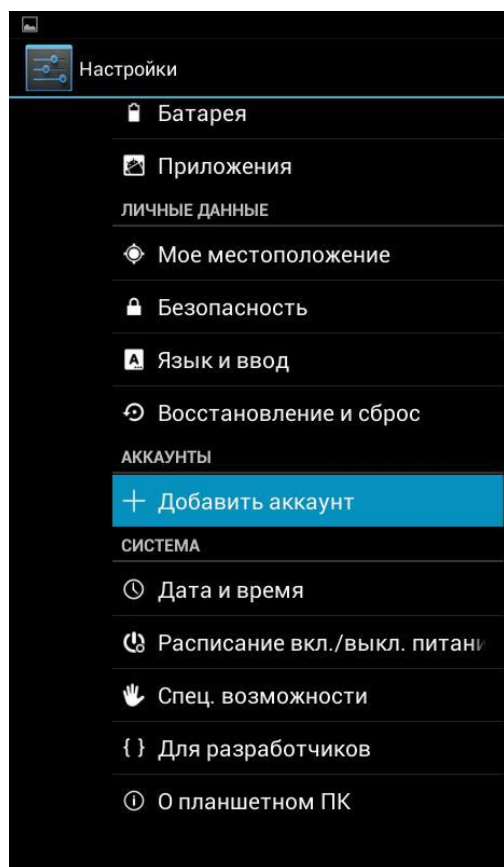 Настройки
Батарея
Приложения
ЛИЧНЫЕ ДАННЫЕ
Мое местоположение
Безопасность
Язык и ввод
Восстановление и сброс
АККАУНТЫ
Добавить аккаунт
СИСТЕМА
Дата и время
Расписание вкл./выкл. питани
Спец. возможности
Для разработчиков
О планшетном ПК